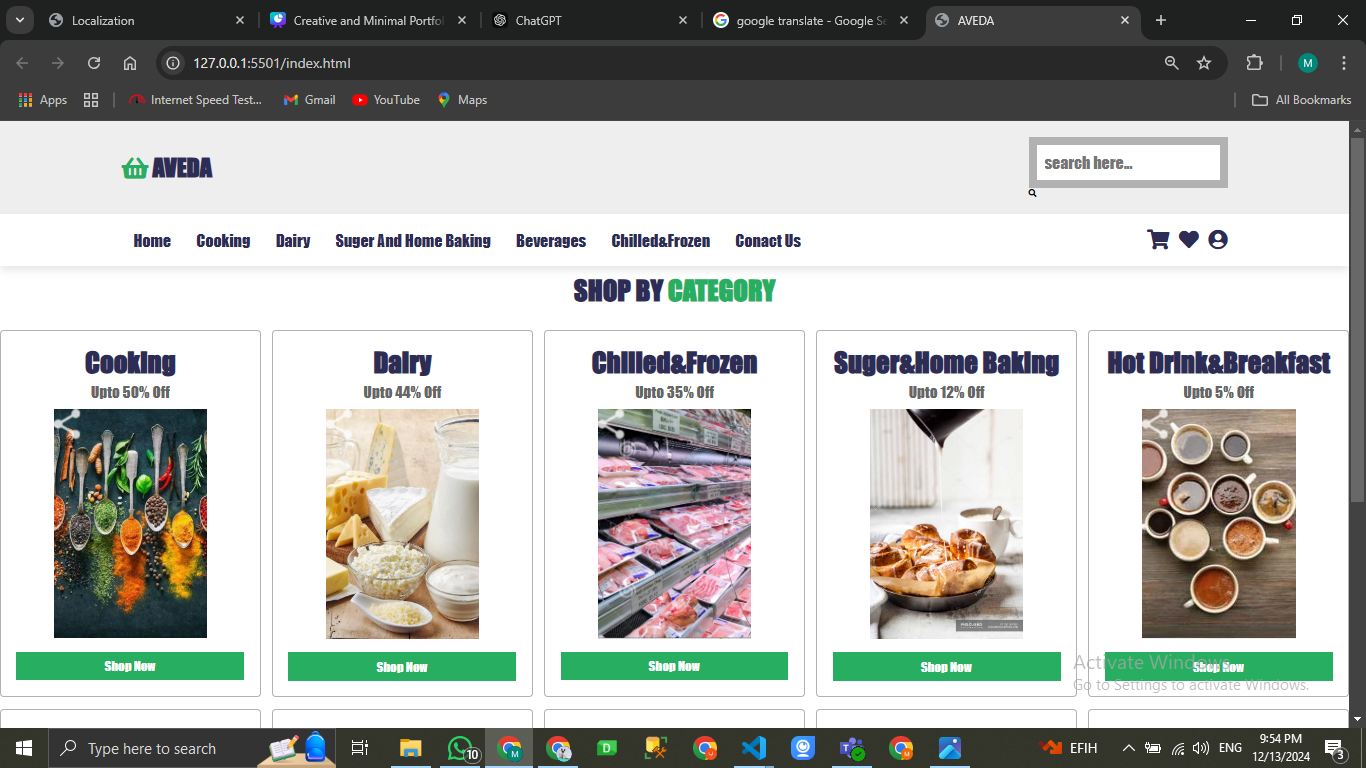 Localization
Creative and Minimal Portfo
ChatGPT
google translate - Google Se
AVEDA
127.0.0.1:5501/index.html
M
Apps
Internet Speed Test...
Gmail
YouTube
Maps
All Bookmarks
AVEDA
search here...
Home Cooking Dairy Suger And Home Baking Beverages Chilled&Frozen Conact Us
SHOP BY CATEGORY
Cooking
Upto 50% Off
Shop Now
Dairy
Upto 44% Off
Shop Now
Chilled&Frozen
Upto 35% Off
Shop Now
Suger&Home Baking
Upto 12% Off
Shop Now
Hot Drink&Breakfast
Upto 5% Off
Shop Now
Activate Windows
Go to Settings to activate Windows.
Type here to search
10
EFIH
ENG
9:54 PM
12/13/2024
3